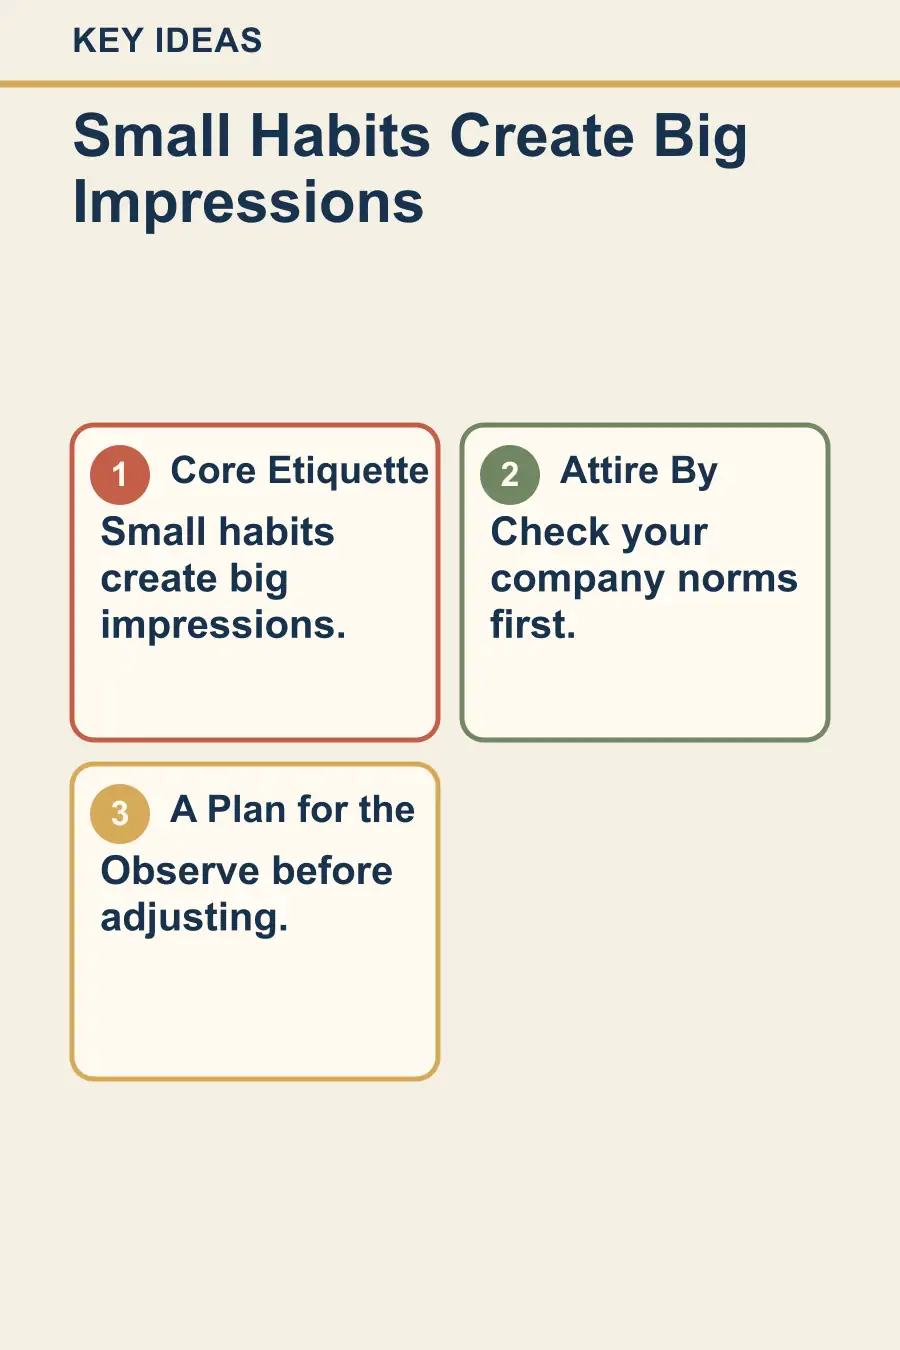 KEY IDEAS
Small Habits Create Big
Impressions
1 Core Etiquette
Small habits
create big
impressions.
2 Attire By
Check your
company norms
first.
3 A Plan for the
Observe before
adjusting.